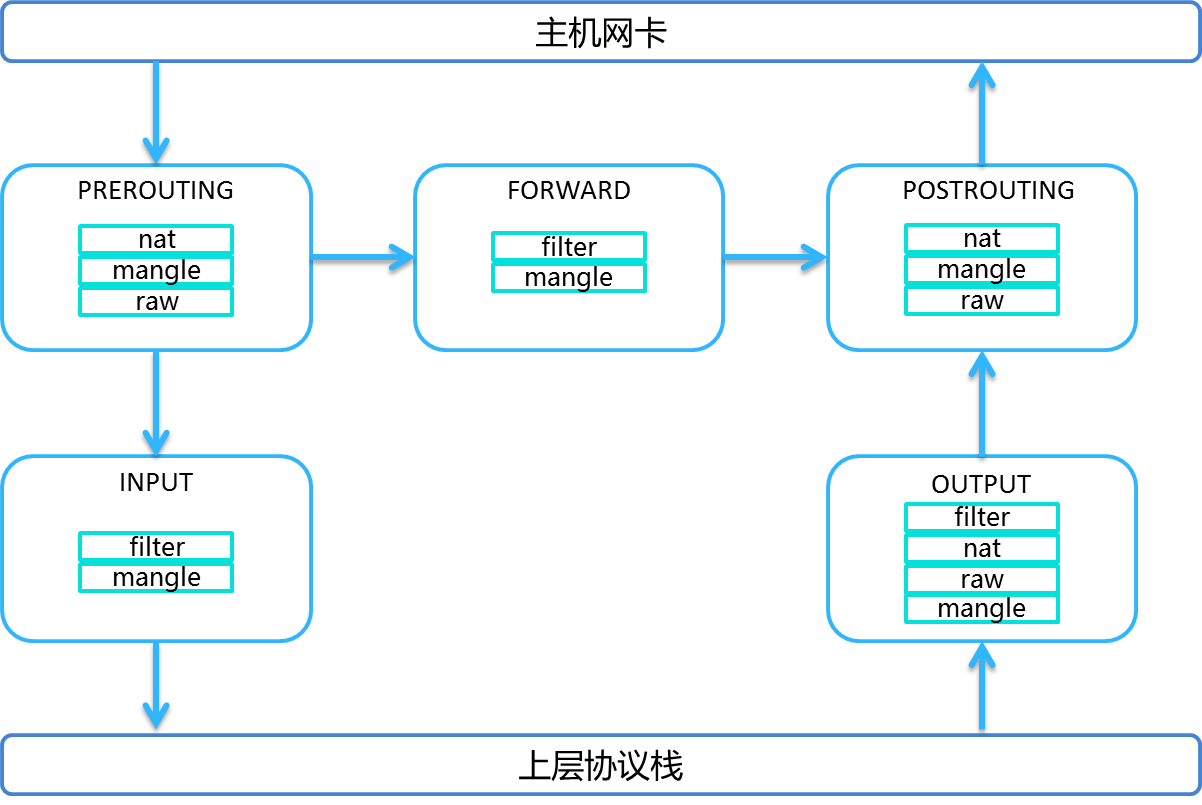 主机网卡
PREROUTING
nat
mangle
raw
FORWARD
filter
mangle
POSTROUTING
nat
mangle
raw
INPUT
filter
mangle
OUTPUT
filter
nat
raw
mangle
上层协议栈